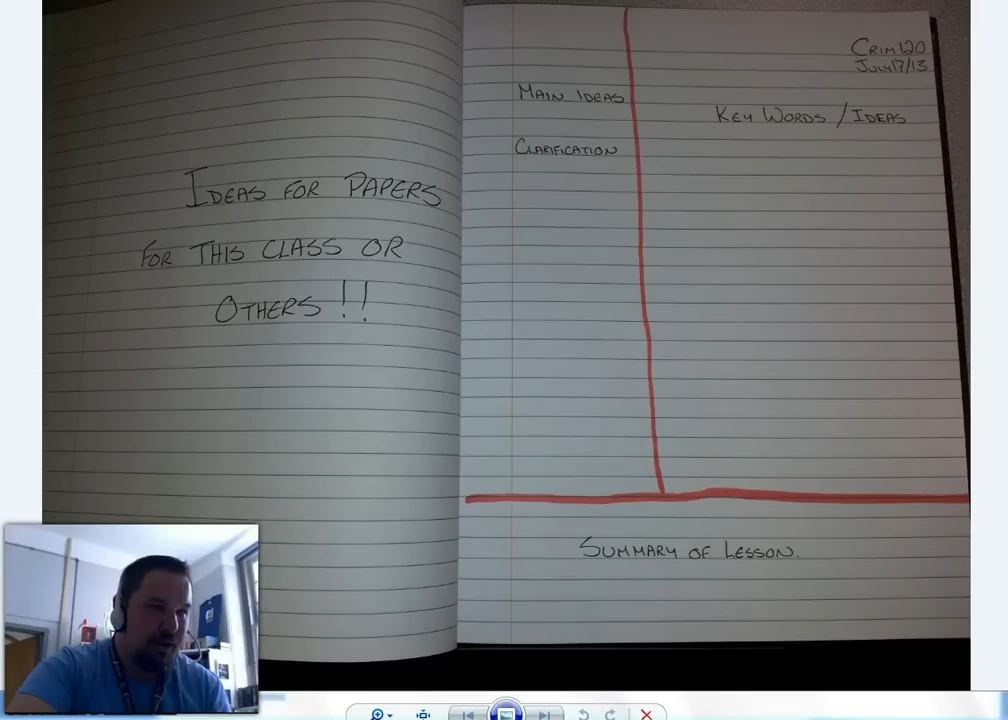 IDEAS FOR PAPERS
FOR THIS CLASS OR
OTHERS !!
CRIM 120
JULY 17/13
MAIN IDEAS
KEY WORDS / IDEAS
CLARIFICATION
SUMMARY OF LESSON.